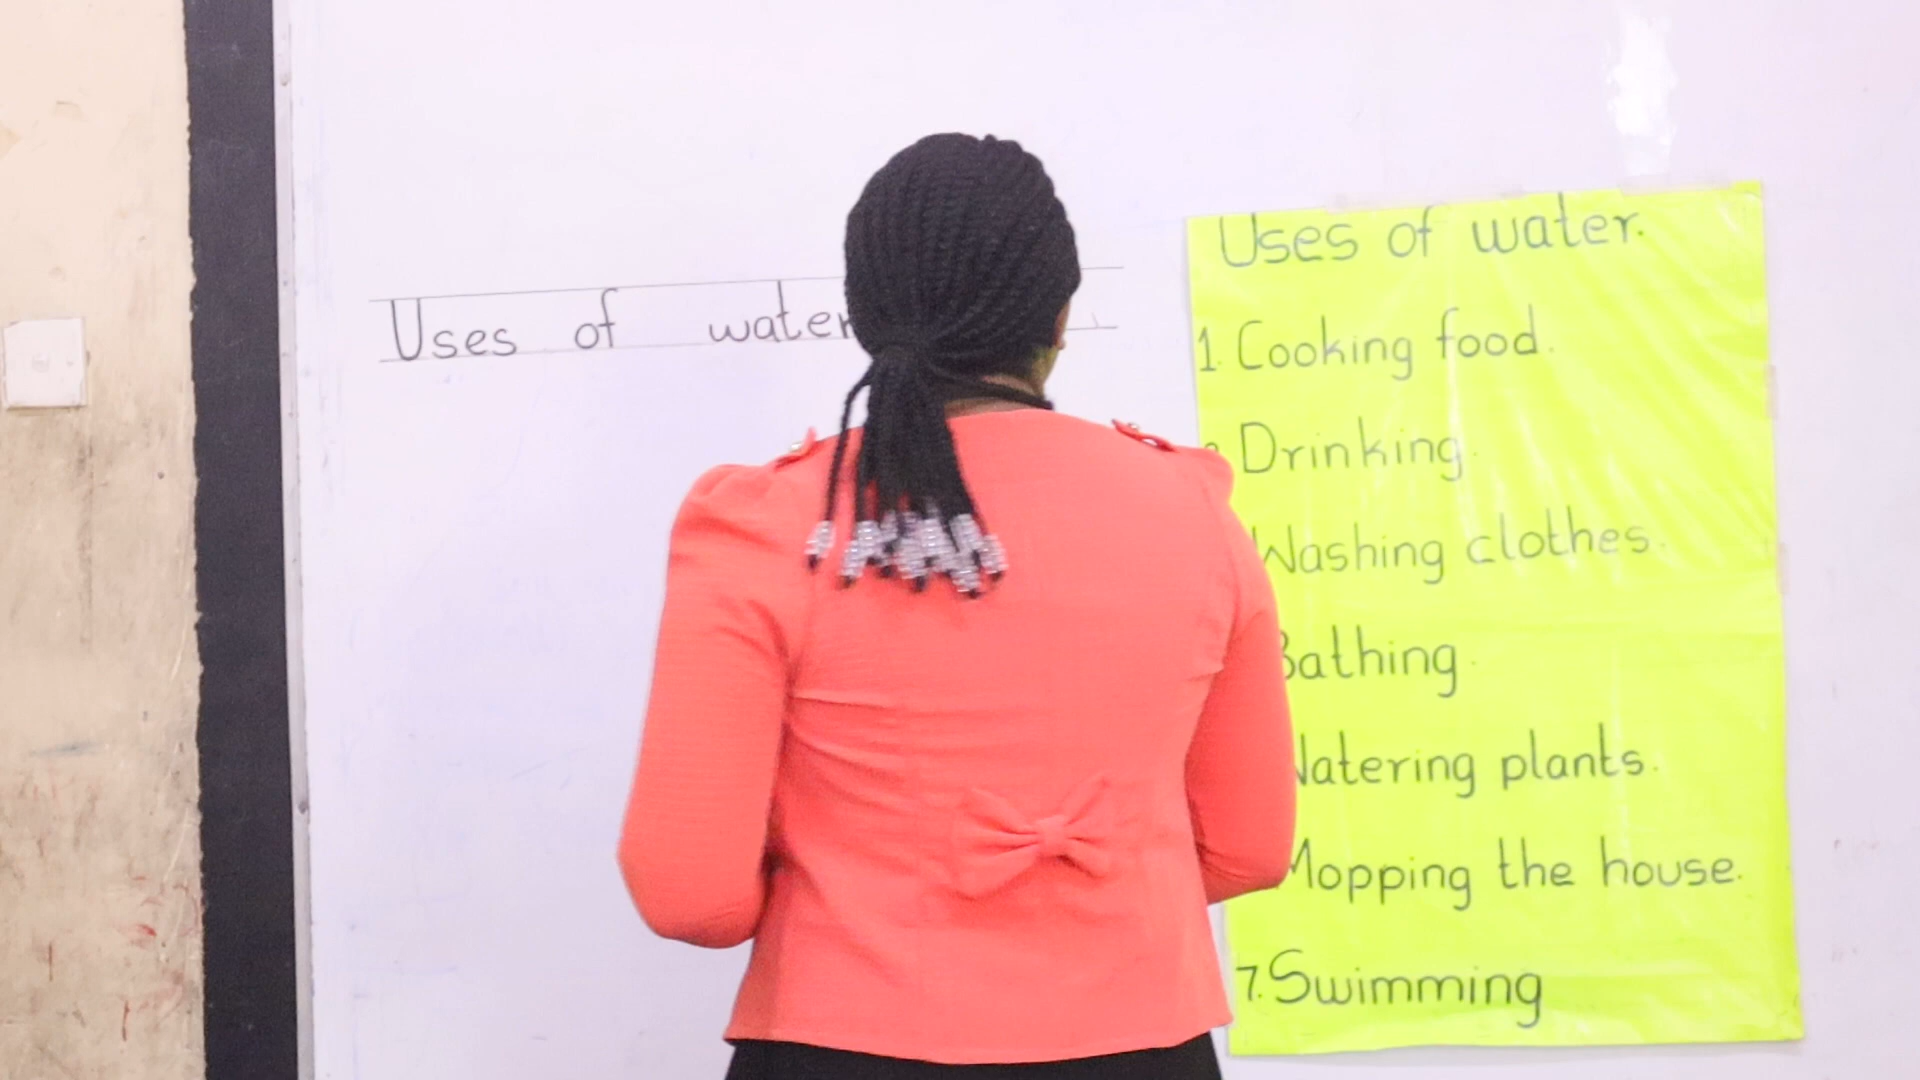 Uses of water
Uses of water.
1. Cooking food.
Drinking.
Washing clothes.
Bathing.
Watering plants.
Mopping the house.
7. Swimming